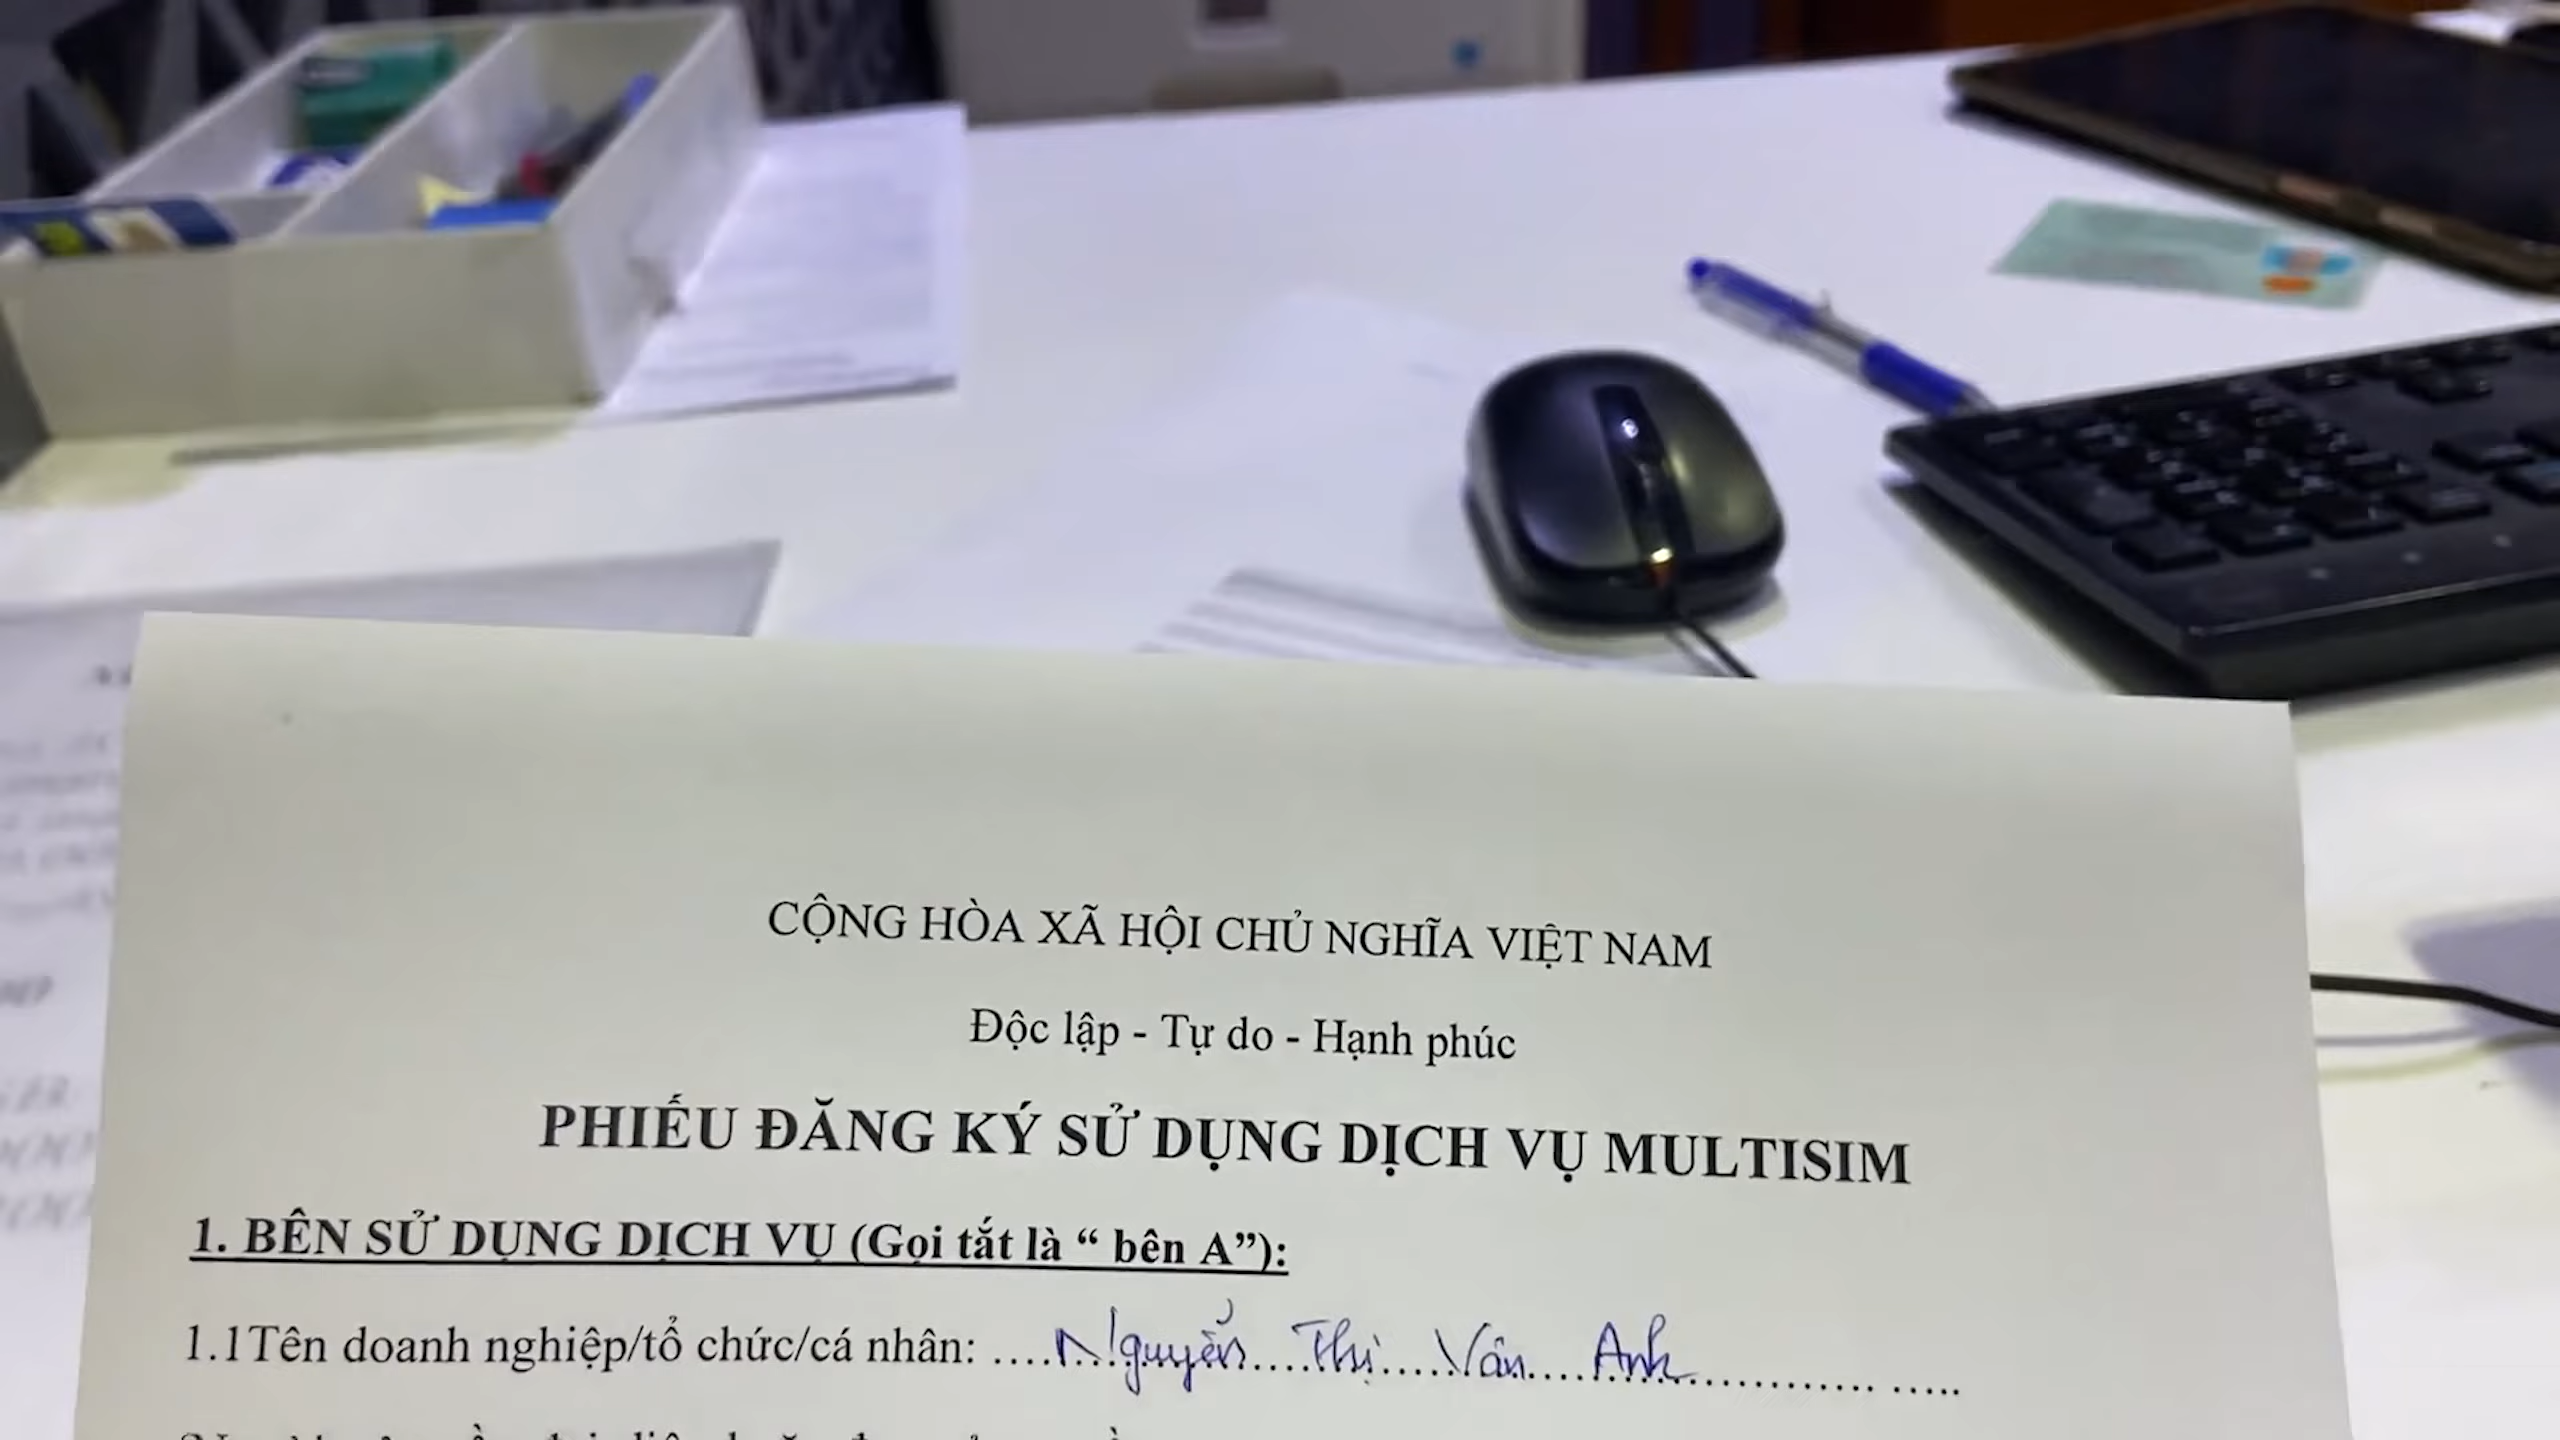 CỘNG HÒA XÃ HỘI CHỦ NGHĨA VIỆT NAM
Độc lập - Tự do - Hạnh phúc
PHIẾU ĐĂNG KÝ SỬ DỤNG DỊCH VỤ MULTISIM
1. BÊN SỬ DỤNG DỊCH VỤ (Gọi tắt là “ bên A”):
1.1Tên doanh nghiệp/tổ chức/cá nhân: ....Nguyễn....Thị....Vân....Anh.................... .....